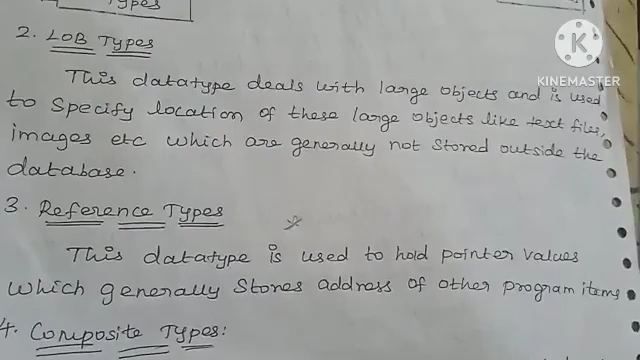 Types
2. LOB Types
KINEMASTER
This datatype deals with large objects and is used
to specify location of these large objects like text files,
images etc which are generally not stored outside the
database.
3. Reference Types
This datatype is used to hold pointer values
which generally stores address of other program items
4. Composite Types: